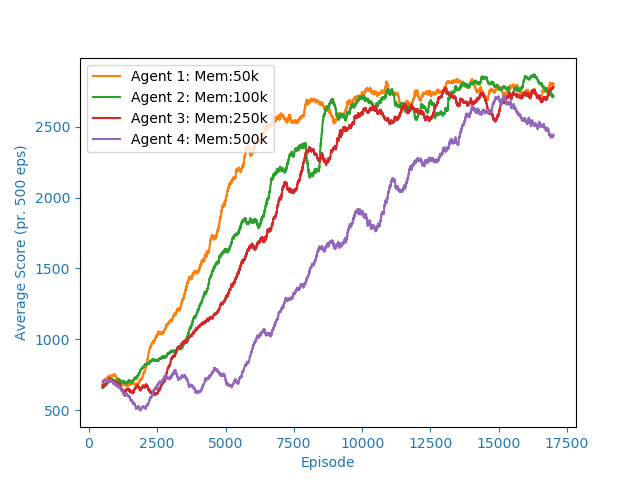 Agent 1: Mem:50k
Agent 2: Mem:100k
Agent 3: Mem:250k
Agent 4: Mem:500k
Average Score (pr. 500 eps)
2500
2000
1500
1000
500
0 2500 5000 7500 10000 12500 15000 17500
Episode